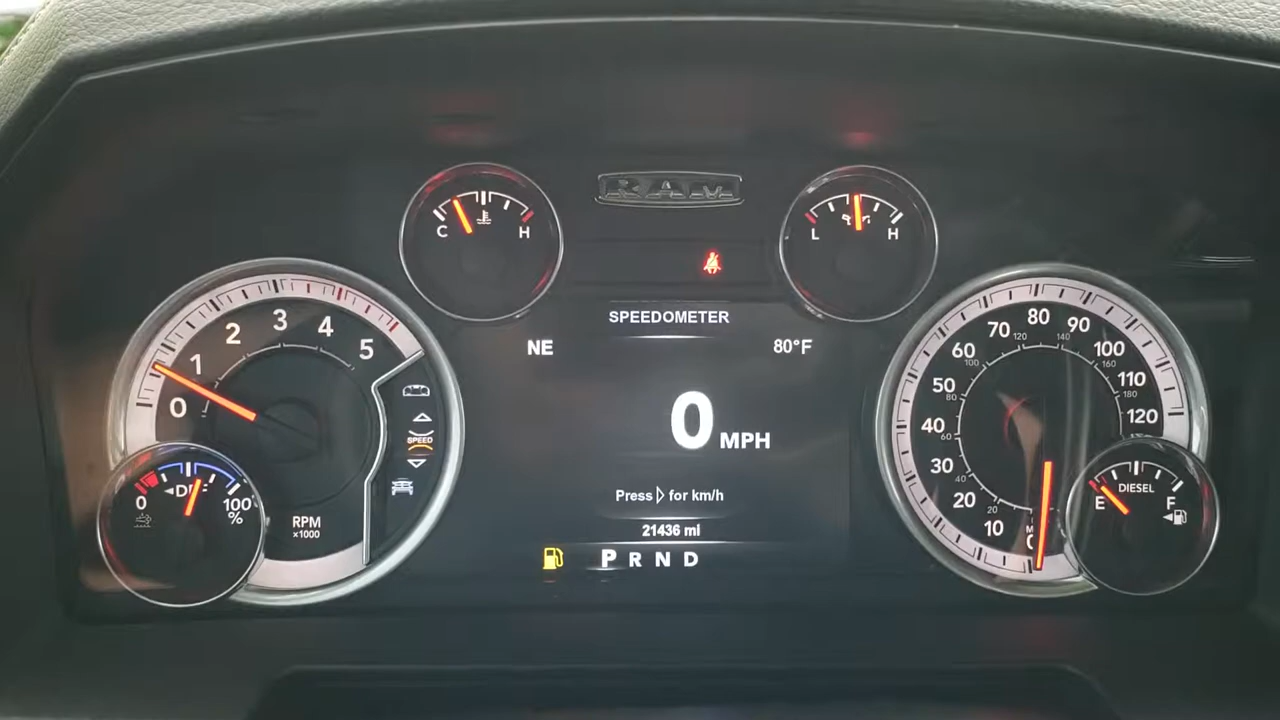 RAM
C H
L H
SPEEDOMETER
NE 80°F
0 MPH
Press ▷ for km/h
21436 mi
P R N D
0 1 2 3 4 5
RPM
x1000
SPEED
0 100
%
10 20 30 40 50 60 70 80 90 100 110 120
20 40 60 80 100 120 140 160 180
DIESEL
E F